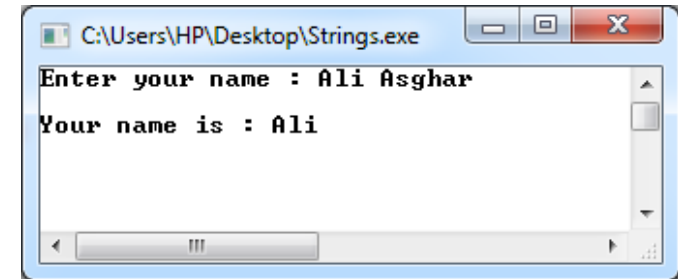 C:\Users\HP\Desktop\Strings.exe
Enter your name : Ali Asghar
Your name is : Ali